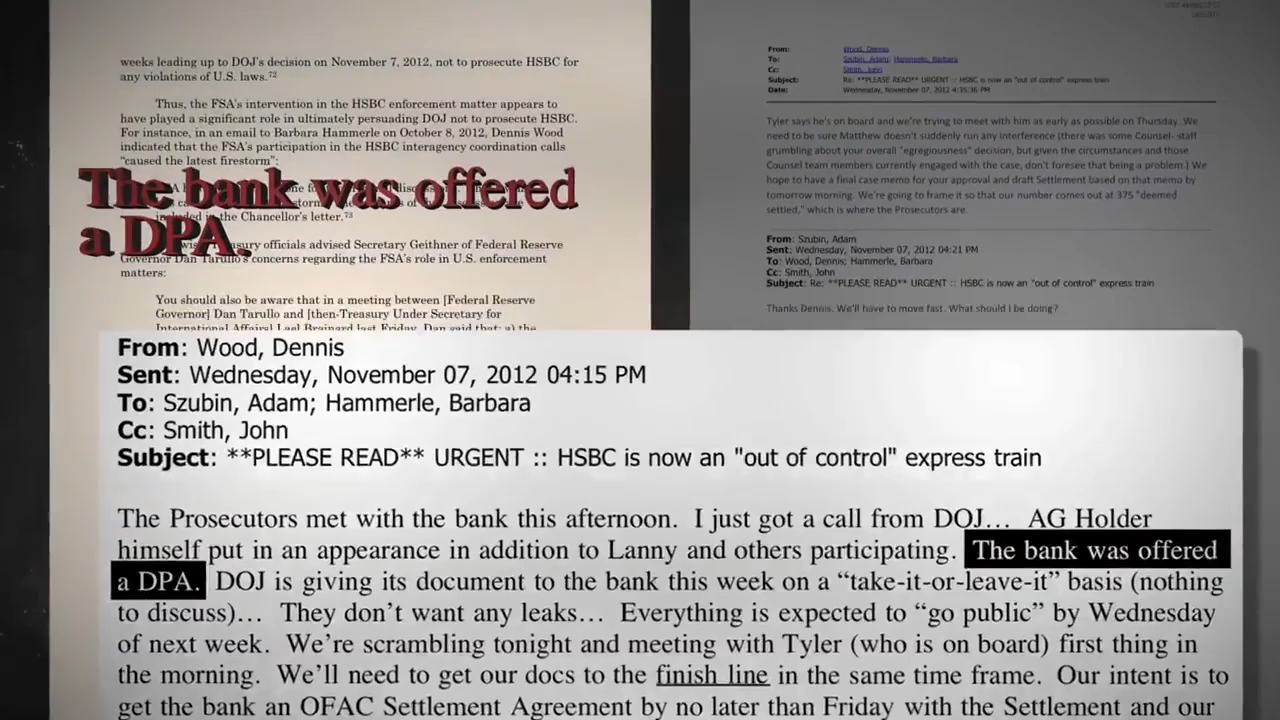 weeks leading up to DOJ's decision on November 7, 2012, not to prosecute HSBC for
any violations of U.S. laws.72
Thus, the FSA's intervention in the HSBC enforcement matter appears to
have played a significant role in ultimately persuading DOJ not to prosecute HSBC.
For instance, in an email to Barbara Hammerle on October 8, 2012, Dennis Wood
indicated that the FSA's participation in the HSBC interagency coordination calls
"caused the latest firestorm":
The bank was offered
a DPA.
included in the Chancellor's letter.73
officials advised Secretary Geithner of Federal Reserve
Governor Dan Tarullo's concerns regarding the FSA's role in U.S. enforcement
matters:
You should also be aware that in a meeting between [Federal Reserve
Governor] Dan Tarullo and [then-Treasury Under Secretary for
International Affairs] Lael Brainard last Friday, Dan said that: a) the
From: Wood, Dennis
To: Szubin, Adam; Hammerle, Barbara
Cc: Smith, John
Subject: **PLEASE READ** URGENT :: HSBC is now an "out of control" express train
Date: Wednesday, November 07, 2012 4:35:36 PM
Tyler says he's on board and we're trying to meet with him as early as possible on Thursday. We
need to be sure Matthew doesn't suddenly run any interference (there was some Counsel- staff
grumbling about your overall "egregiousness" decision, but given the circumstances and those
Counsel team members currently engaged with the case, don't foresee that being a problem.) We
hope to have a final case memo for your approval and draft Settlement based on that memo by
tomorrow morning. We're going to frame it so that our number comes out at 375 "deemed
settled," which is where the Prosecutors are.
From: Szubin, Adam
Sent: Wednesday, November 07, 2012 04:21 PM
To: Wood, Dennis; Hammerle, Barbara
Cc: Smith, John
Subject: Re: **PLEASE READ** URGENT :: HSBC is now an "out of control" express train
Thanks Dennis. We'll have to move fast. What should I be doing?
From: Wood, Dennis
Sent: Wednesday, November 07, 2012 04:15 PM
To: Szubin, Adam; Hammerle, Barbara
Cc: Smith, John
Subject: **PLEASE READ** URGENT :: HSBC is now an "out of control" express train
The Prosecutors met with the bank this afternoon. I just got a call from DOJ… AG Holder
himself put in an appearance in addition to Lanny and others participating. The bank was offered
a DPA. DOJ is giving its document to the bank this week on a "take-it-or-leave-it" basis (nothing
to discuss)… They don't want any leaks… Everything is expected to "go public" by Wednesday
of next week. We're scrambling tonight and meeting with Tyler (who is on board) first thing in
the morning. We'll need to get our docs to the finish line in the same time frame. Our intent is to
get the bank an OFAC Settlement Agreement by no later than Friday with the Settlement and our